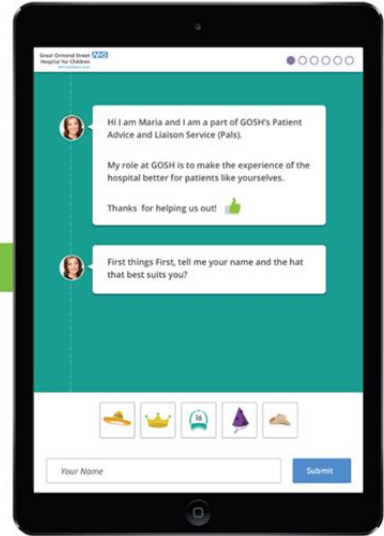 Great Ormond Street NHS
Hospital for Children
NHS Foundation Trust
Hi I am Maria and I am a part of GOSH's Patient
Advice and Liaison Service (Pals).
My role at GOSH is to make the experience of the
hospital better for patients like yourselves.
Thanks for helping us out!
First things First, tell me your name and the hat
that best suits you?
16
Your Name
Submit